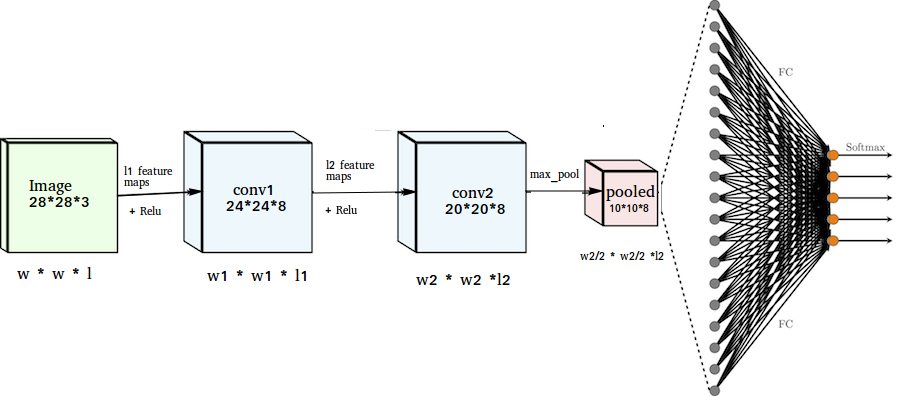 Image
28*28*3
w * w * l
l1 feature
maps
+ Relu
conv1
24*24*8
w1 * w1 * l1
l2 feature
maps
+ Relu
conv2
20*20*8
w2 * w2 *l2
max_pool
pooled
10*10*8
w2/2 * w2/2 *l2
FC
FC
Softmax